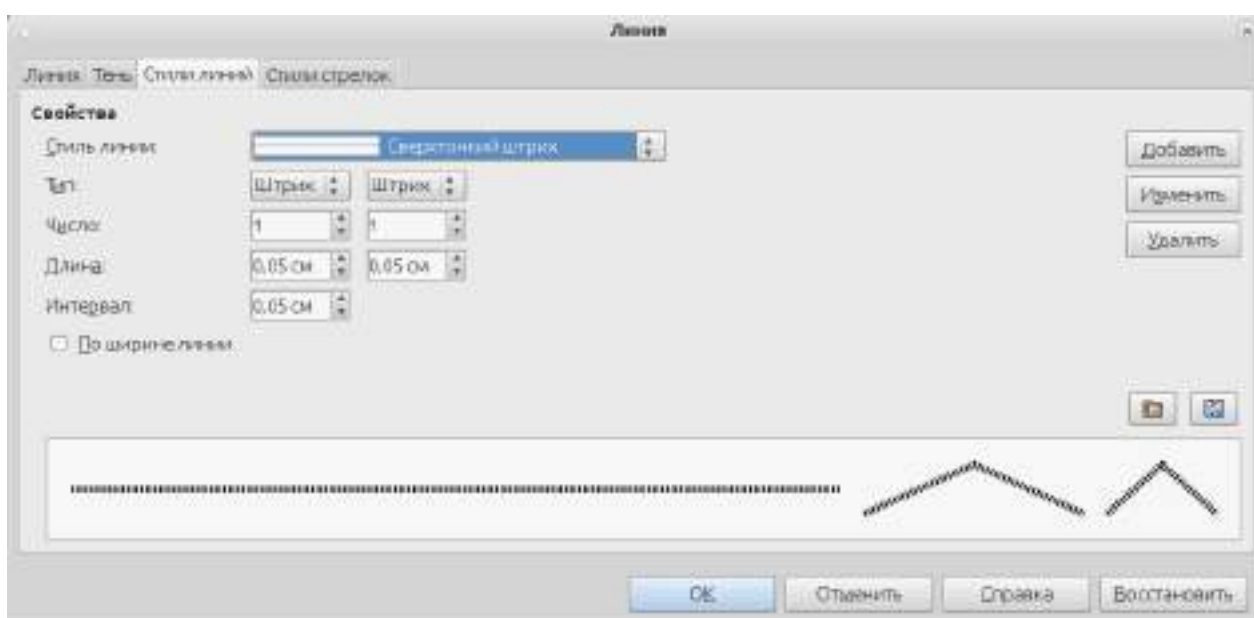 Линия
Линия Тень Стили линий Стили стрелок
Свойства
Стиль линии: Сверхтонкий штрих
Тип: Штрих Штрих
Число: 1 1
Длина: 0,05 см 0,05 см
Интервал: 0,05 см
По ширине линии
Добавить
Изменить
Удалить
OK Отменить Справка Восстановить